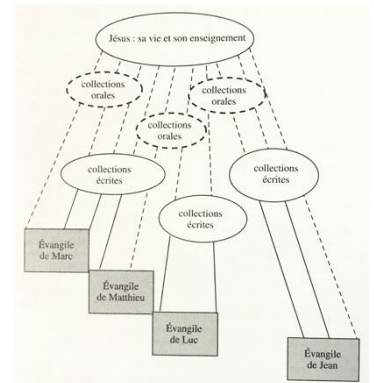 Jésus : sa vie et son enseignement
collections
orales
collections
orales
collections
orales
collections
écrites
collections
écrites
collections
écrites
Évangile
de Marc
Évangile
de Matthieu
Évangile
de Luc
Évangile
de Jean